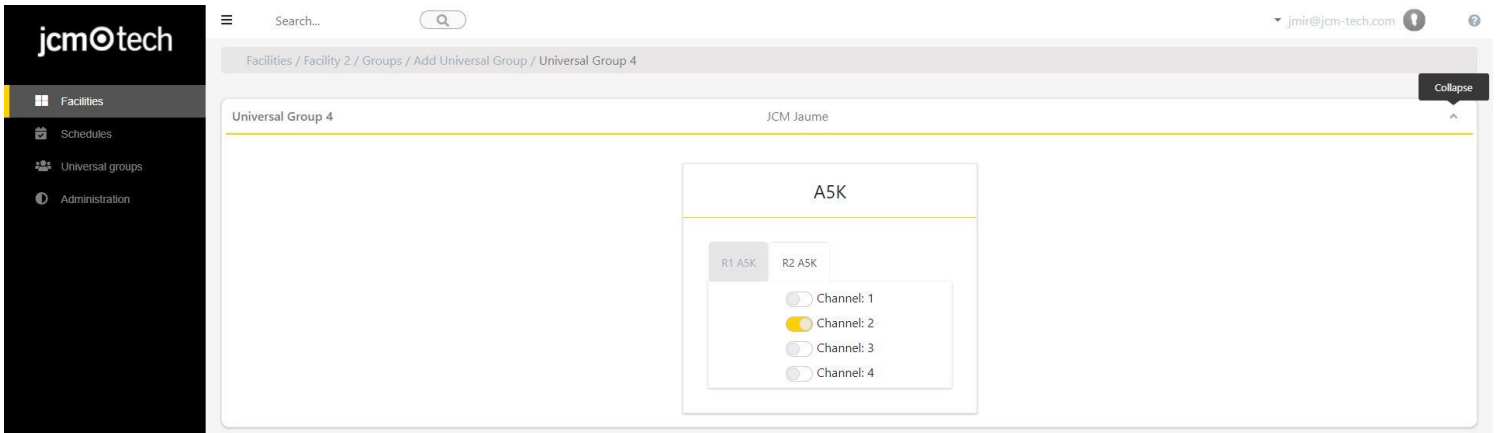 jcm tech
Search...
jmir@jcm-tech.com
Facilities / Facility 2 / Groups / Add Universal Group / Universal Group 4
Collapse
Facilities
Schedules
Universal groups
Administration
Universal Group 4 JCM Jaume
A5K
R1 A5K R2 A5K
Channel: 1
Channel: 2
Channel: 3
Channel: 4